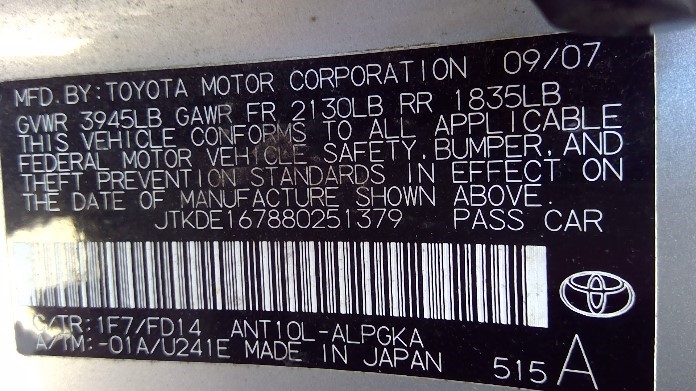 MFD. BY: TOYOTA MOTOR CORPORATION 09/07
GVWR 3945LB GAWR FR 2130LB RR 1835LB
THIS VEHICLE CONFORMS TO ALL APPLICABLE
FEDERAL MOTOR VEHICLE SAFETY, BUMPER, AND
THEFT PREVENTION STANDARDS IN EFFECT ON
THE DATE OF MANUFACTURE SHOWN ABOVE.
JTKDE167880251379 PASS CAR
C/TR: 1F7/FD14 ANT10L-ALPGKA
A/TM: -01A/U241E MADE IN JAPAN 515 A